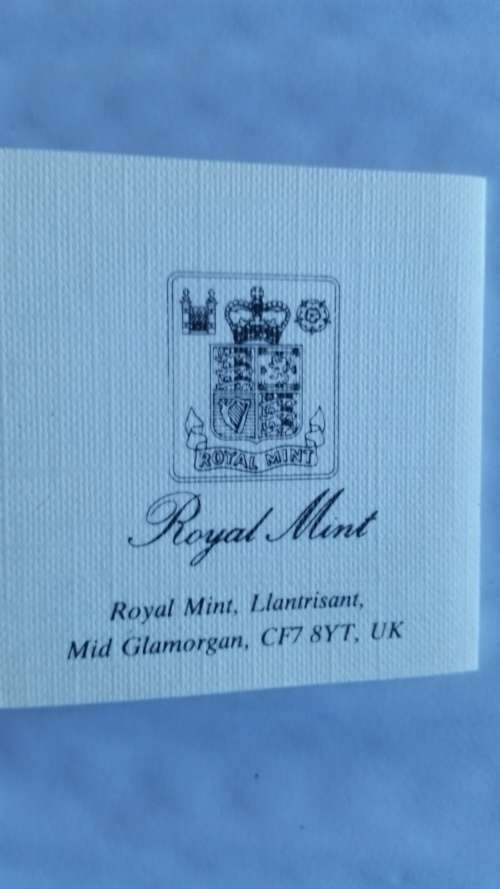 ROYAL MINT
Royal Mint
Royal Mint, Llantrisant,
Mid Glamorgan, CF7 8YT, UK